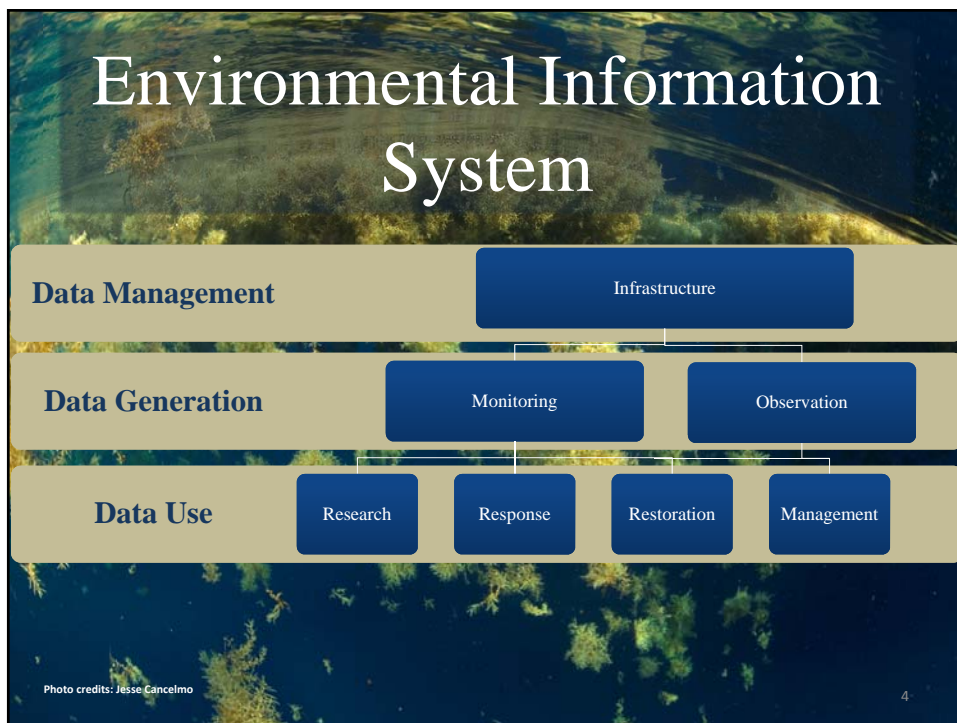 Environmental Information
System
Data Management
Infrastructure
Data Generation
Monitoring
Observation
Data Use
Research
Response
Restoration
Management
Photo credits: Jesse Cancelmo
4